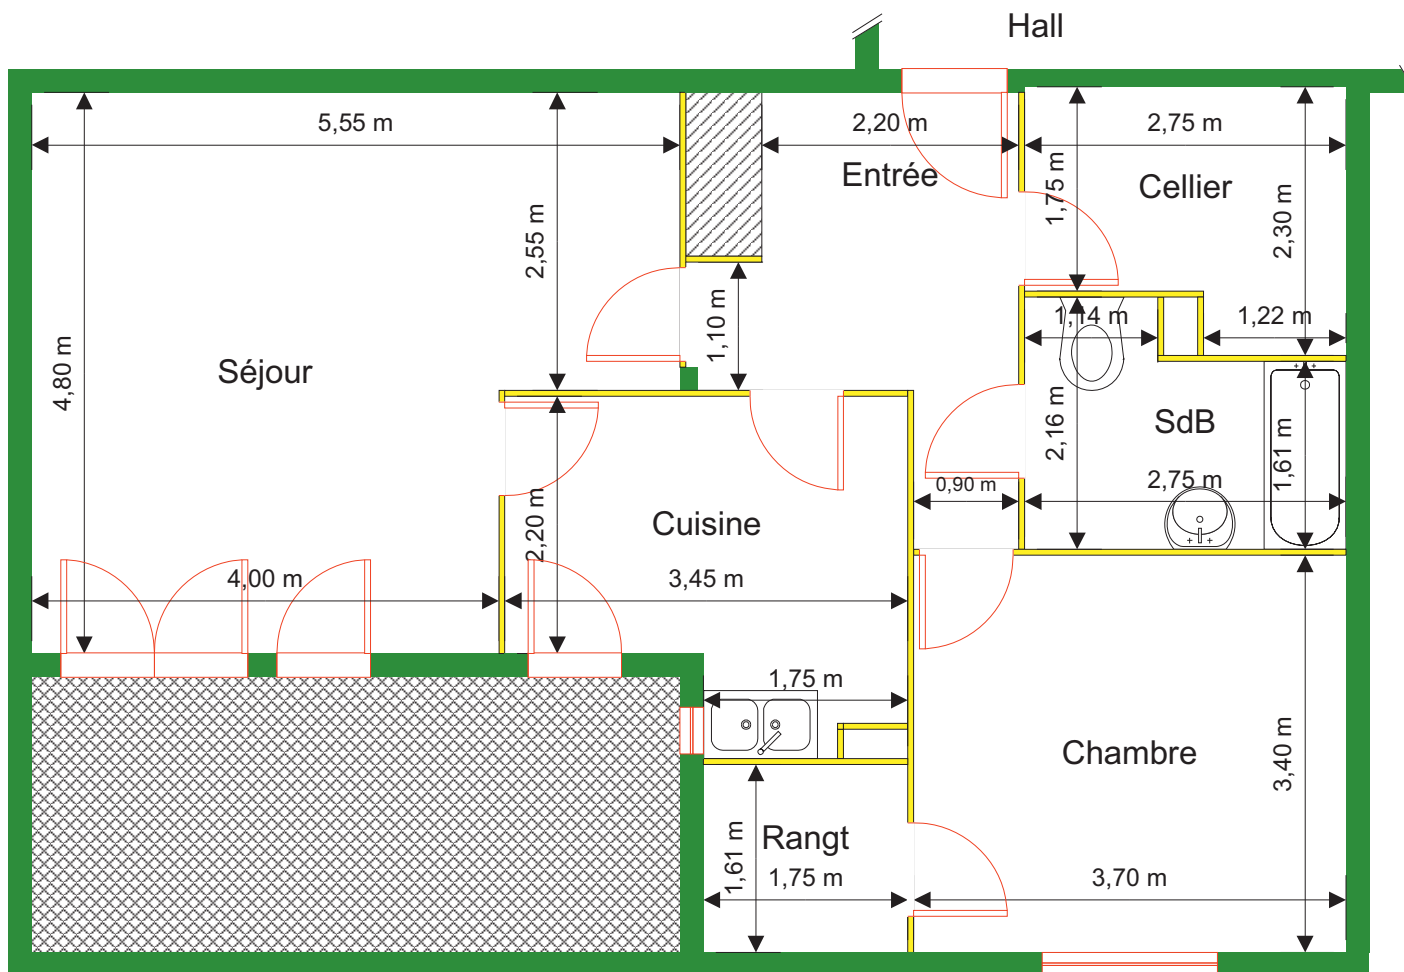 Hall
5,55 m
2,20 m
2,75 m
Entrée
Cellier
1,75 m
2,30 m
2,55 m
1,10 m
1,14 m
1,22 m
4,80 m
Séjour
2,16 m
SdB
1,61 m
2,75 m
0,90 m
2,20 m
Cuisine
4,00 m
3,45 m
1,75 m
Chambre
3,40 m
Rangt
1,61 m
1,75 m
3,70 m